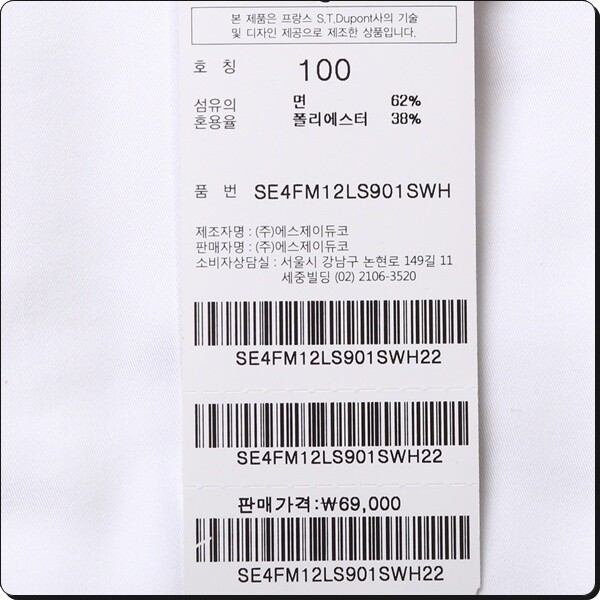 본 제품은 프랑스 S.T.Dupont사의 기술
및 디자인 제공으로 제조한 상품입니다.
호 칭 100
섬유의 면 62%
혼용율 폴리에스터 38%
품 번 SE4FM12LS901SWH
제조자명 : (주)에스제이듀코
판매자명 : (주)에스제이듀코
소비자상담실 : 서울시 강남구 논현로 149길 11
세중빌딩 (02) 2106-3520
SE4FM12LS901SWH22
SE4FM12LS901SWH22
판매가격:₩69,000
SE4FM12LS901SWH22